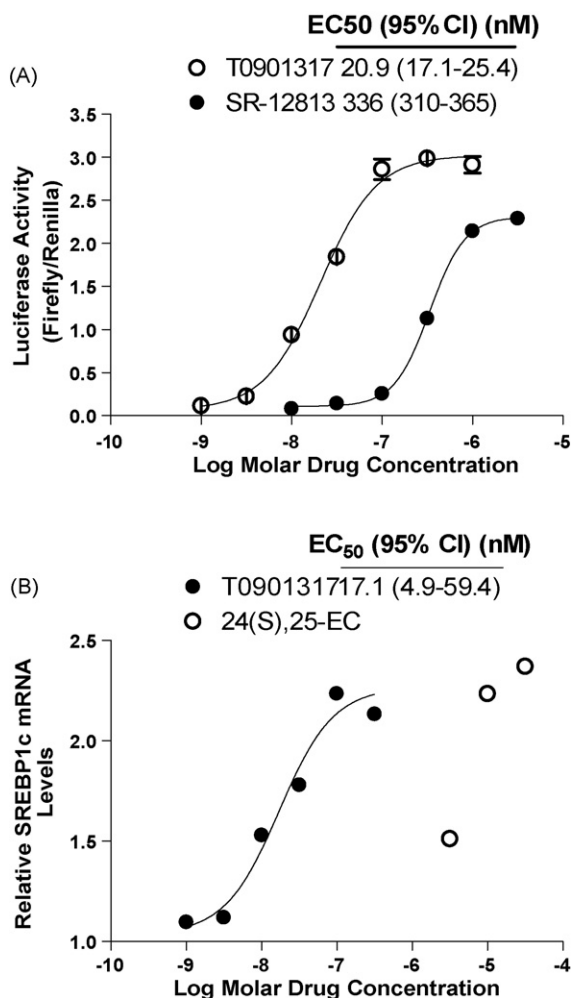 EC50 (95% CI) (nM)
T0901317 20.9 (17.1-25.4)
(A)
SR-12813 336 (310-365)
3.5
3.0
2.5
2.0
1.5
1.0
0.5
0.0
Luciferase Activity
(Firefly/Renilla)
-10 -9 -8 -7 -6 -5
Log Molar Drug Concentration
EC50 (95% CI) (nM)
(B)
T090131717.1 (4.9-59.4)
24(S),25-EC
2.5
2.0
1.5
1.0
Relative SREBP1c mRNA
Levels
-10 -9 -8 -7 -6 -5 -4
Log Molar Drug Concentration